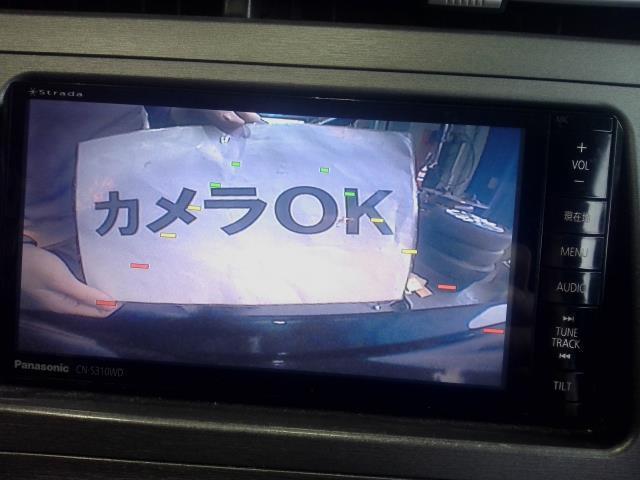 Strada
カメラOK
MIC
+
VOL
−
現在地
MENU
AUDIO
TUNE
TRACK
TILT
Panasonic CN-S310WD